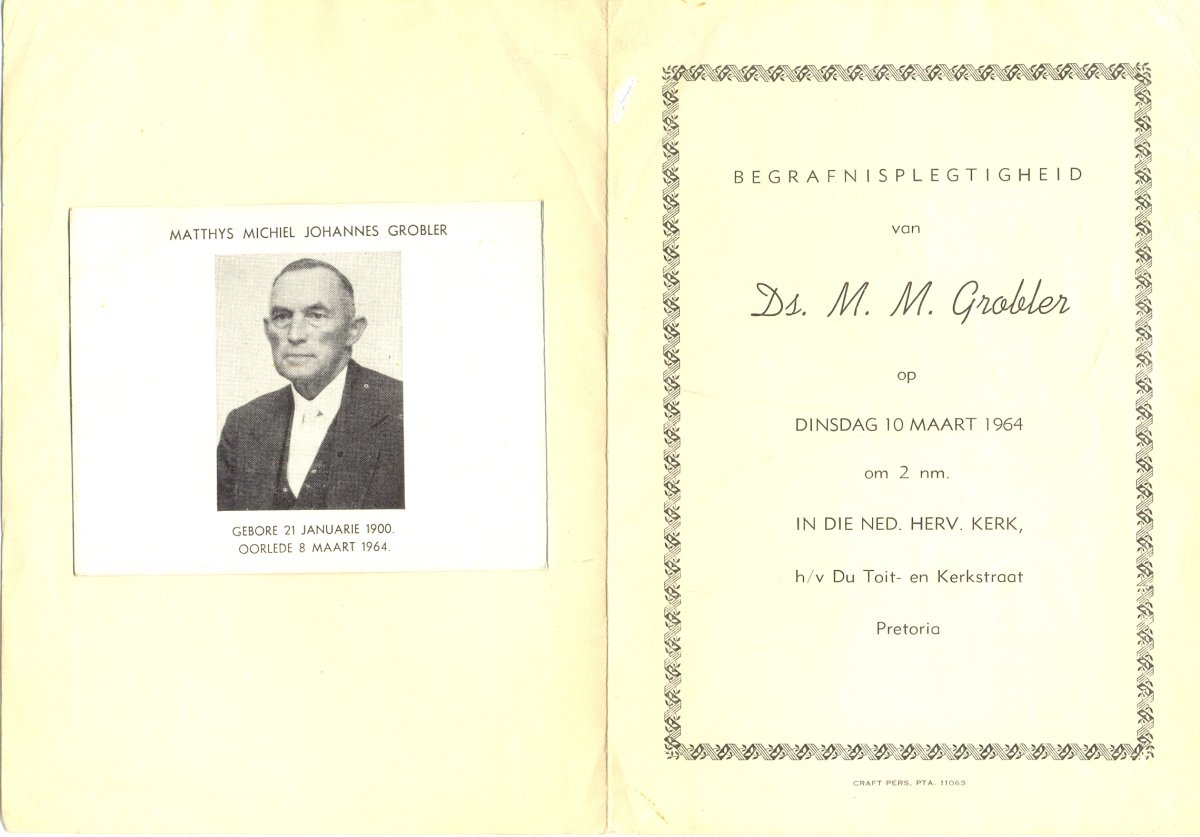 MATTHYS MICHIEL JOHANNES GROBLER
GEBORE 21 JANUARIE 1900.
OORLEDE 8 MAART 1964.
BEGRAFNISPLEGTIGHEID
van
Ds. M. M. Grobler
op
DINSDAG 10 MAART 1964
om 2 nm.
IN DIE NED. HERV. KERK,
h/v Du Toit- en Kerkstraat
Pretoria
CRAFT PERS, PTA. 11063